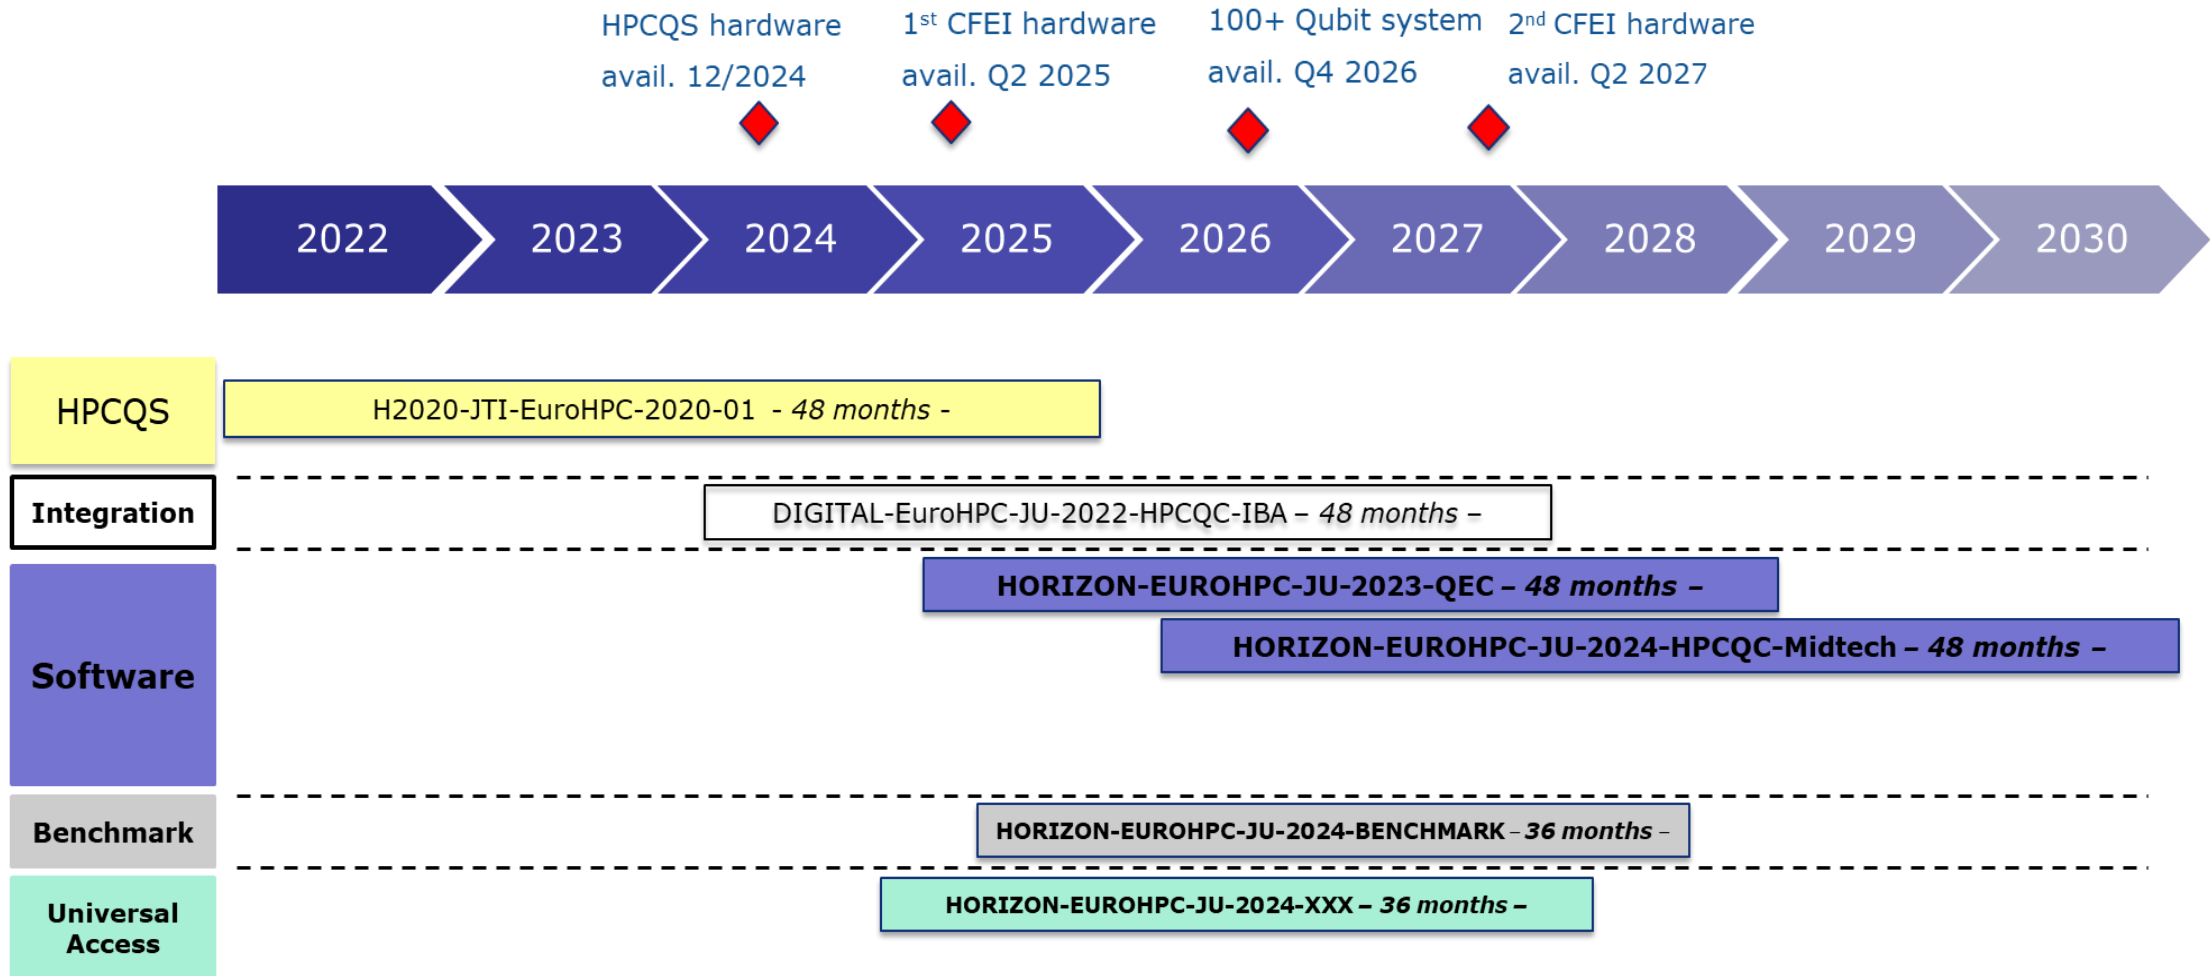 HPCQS hardware
avail. 12/2024
1st CFEI hardware
avail. Q2 2025
100+ Qubit system
avail. Q4 2026
2nd CFEI hardware
avail. Q2 2027
2022
2023
2024
2025
2026
2027
2028
2029
2030
HPCQS
H2020-JTI-EuroHPC-2020-01 - 48 months -
Integration
DIGITAL-EuroHPC-JU-2022-HPCQC-IBA – 48 months –
Software
HORIZON-EUROHPC-JU-2023-QEC – 48 months –
HORIZON-EUROHPC-JU-2024-HPCQC-Midtech – 48 months –
Benchmark
HORIZON-EUROHPC-JU-2024-BENCHMARK – 36 months –
Universal
Access
HORIZON-EUROHPC-JU-2024-XXX – 36 months –